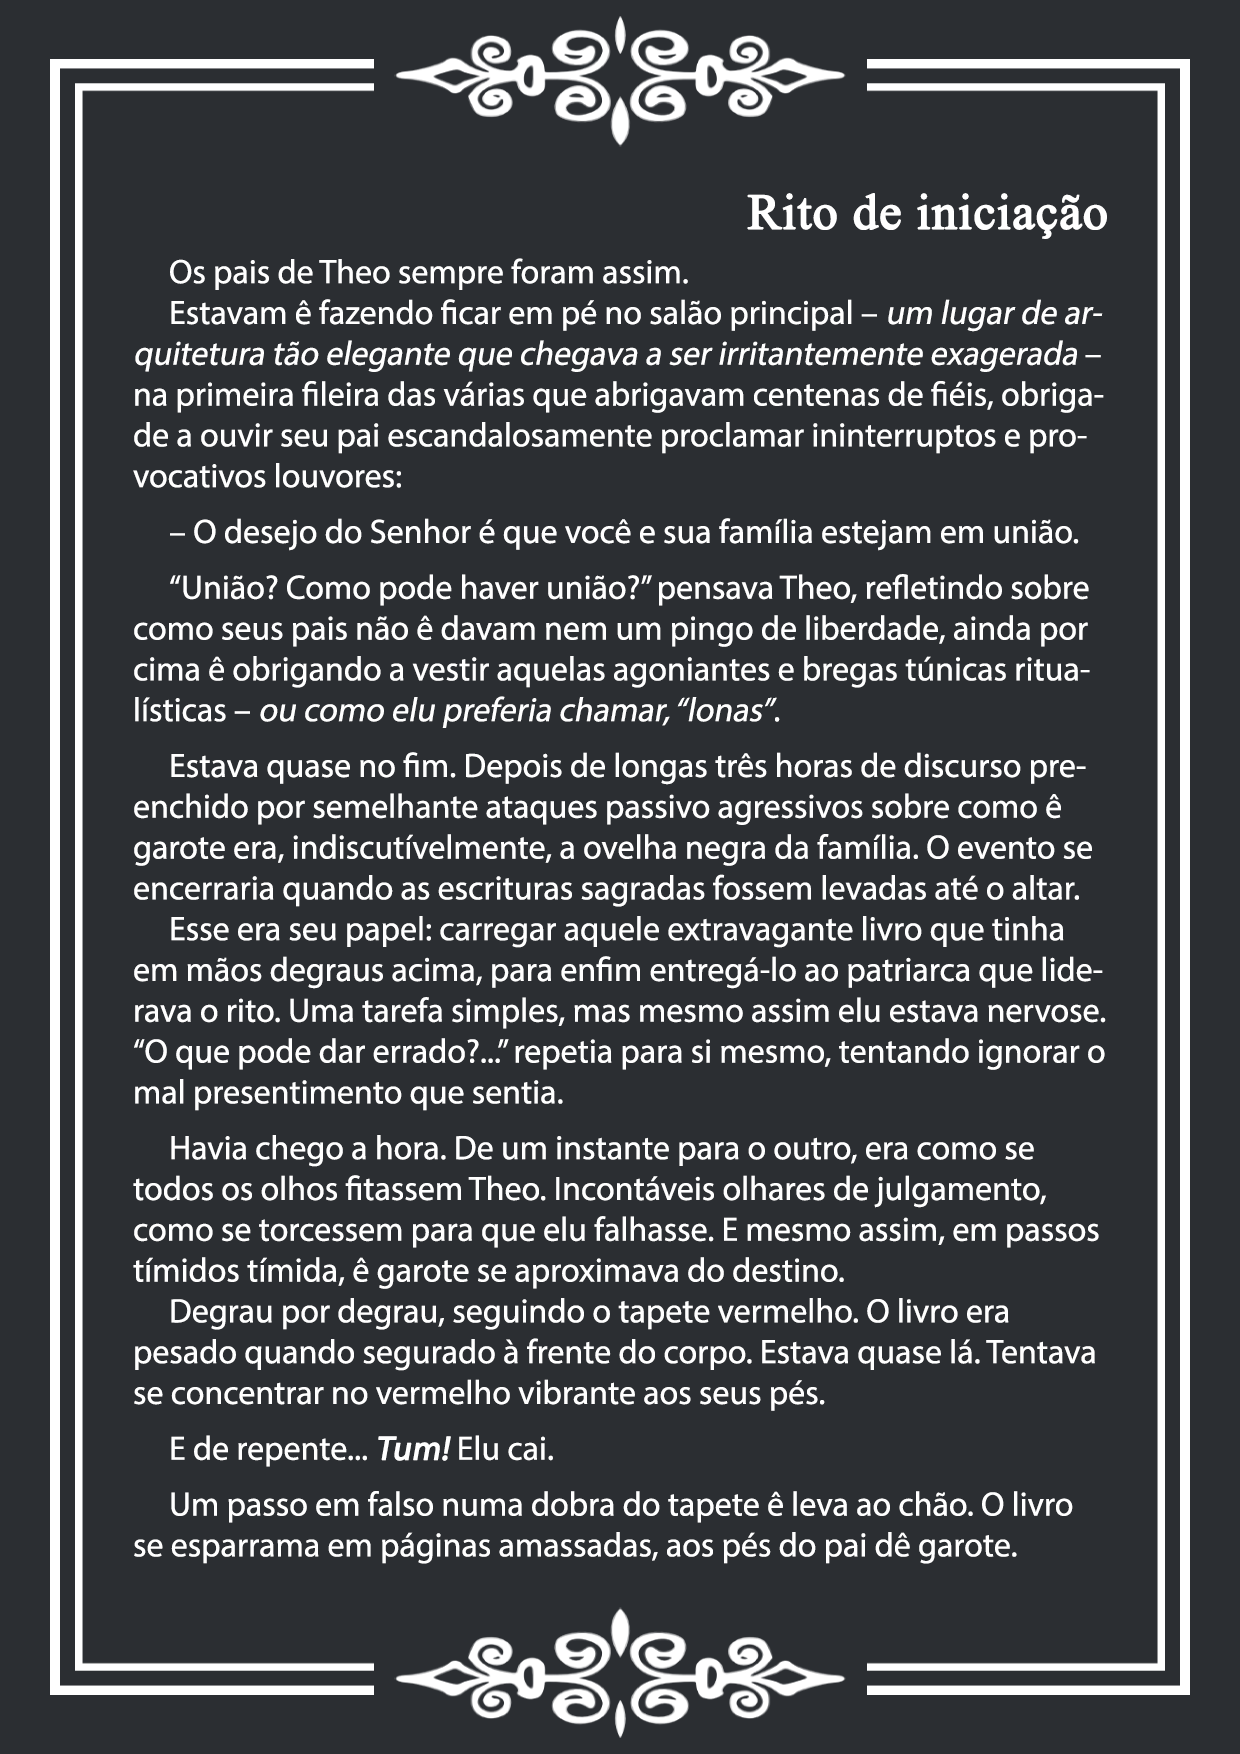 Rito de iniciação
Os pais de Theo sempre foram assim.
Estavam ê fazendo ficar em pé no salão principal – um lugar de ar-
quitetura tão elegante que chegava a ser irritantemente exagerada –
na primeira fileira das várias que abrigavam centenas de fiéis, obriga-
de a ouvir seu pai escandalosamente proclamar ininterruptos e pro-
vocativos louvores:
– O desejo do Senhor é que você e sua família estejam em união.
“União? Como pode haver união?” pensava Theo, refletindo sobre
como seus pais não ê davam nem um pingo de liberdade, ainda por
cima ê obrigando a vestir aquelas agoniantes e bregas túnicas ritua-
lísticas – ou como elu preferia chamar, “lonas”.
Estava quase no fim. Depois de longas três horas de discurso pre-
enchido por semelhante ataques passivo agressivos sobre como ê
garote era, indiscutívelmente, a ovelha negra da família. O evento se
encerraria quando as escrituras sagradas fossem levadas até o altar.
Esse era seu papel: carregar aquele extravagante livro que tinha
em mãos degraus acima, para enfim entregá-lo ao patriarca que lide-
rava o rito. Uma tarefa simples, mas mesmo assim elu estava nervose.
“O que pode dar errado?...” repetia para si mesmo, tentando ignorar o
mal presentimento que sentia.
Havia chego a hora. De um instante para o outro, era como se
todos os olhos fitassem Theo. Incontáveis olhares de julgamento,
como se torcessem para que elu falhasse. E mesmo assim, em passos
tímidos tímida, ê garote se aproximava do destino.
Degrau por degrau, seguindo o tapete vermelho. O livro era
pesado quando segurado à frente do corpo. Estava quase lá. Tentava
se concentrar no vermelho vibrante aos seus pés.
E de repente... Tum! Elu cai.
Um passo em falso numa dobra do tapete ê leva ao chão. O livro
se esparrama em páginas amassadas, aos pés do pai dê garote.